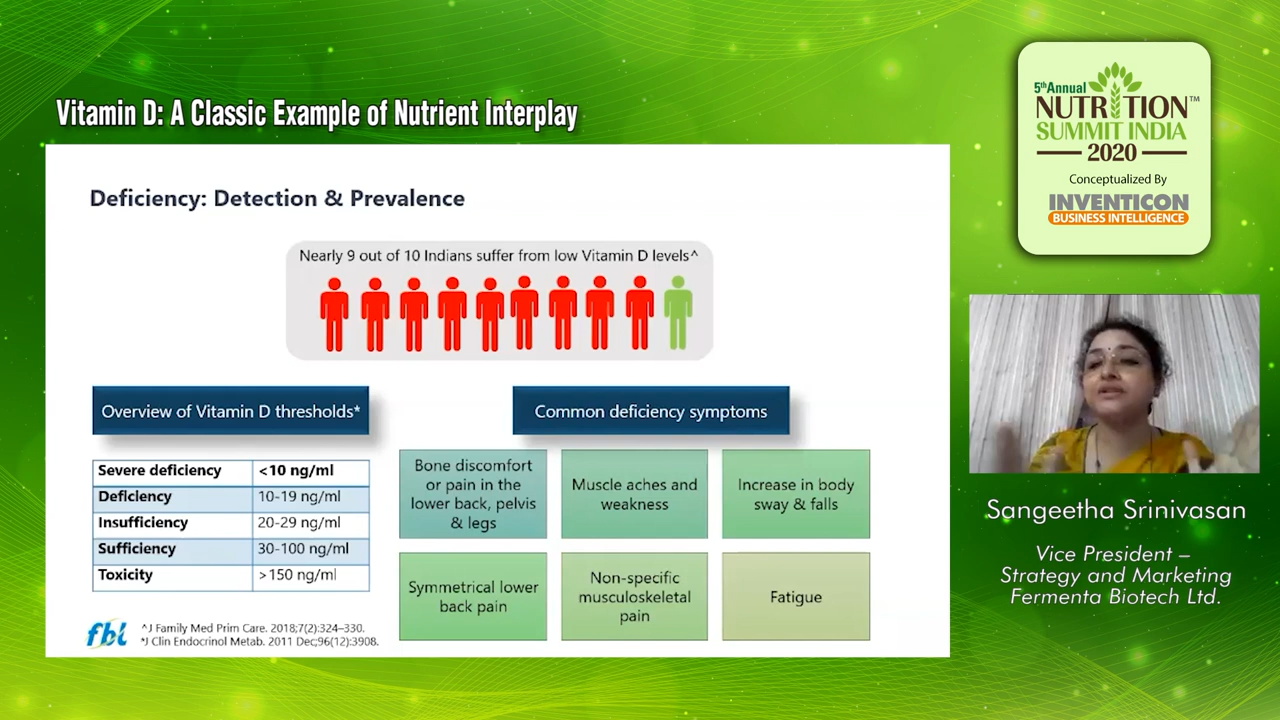 Vitamin D: A Classic Example of Nutrient Interplay
5th Annual
NUTRITION™
SUMMIT INDIA
2020
Conceptualized By
INVENTICON
BUSINESS INTELLIGENCE
Deficiency: Detection & Prevalence
Nearly 9 out of 10 Indians suffer from low Vitamin D levels^
Overview of Vitamin D thresholds*
Severe deficiency <10 ng/ml
Deficiency 10-19 ng/ml
Insufficiency 20-29 ng/ml
Sufficiency 30-100 ng/ml
Toxicity >150 ng/ml
Common deficiency symptoms
Bone discomfort
or pain in the
lower back, pelvis
& legs
Muscle aches and
weakness
Increase in body
sway & falls
Symmetrical lower
back pain
Non-specific
musculoskeletal
pain
Fatigue
fbl
^J Family Med Prim Care. 2018;7(2):324–330.
*J Clin Endocrinol Metab. 2011 Dec;96(12):3908.
Sangeetha Srinivasan
Vice President –
Strategy and Marketing
Fermenta Biotech Ltd.